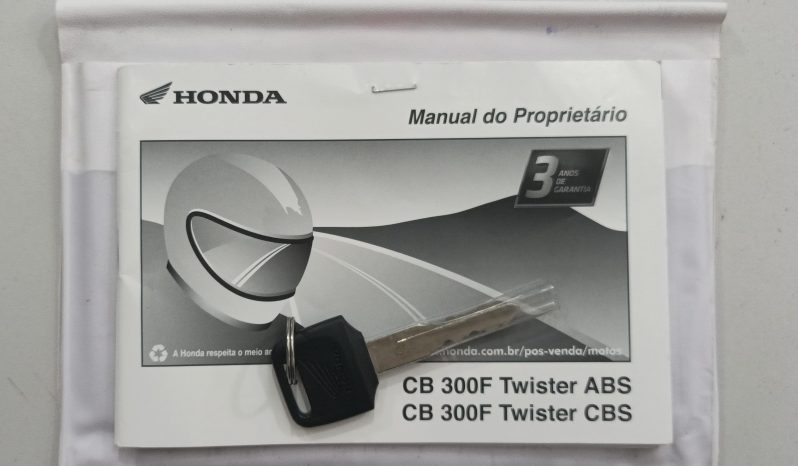 HONDA
Manual do Proprietário
3 ANOS
DE
GARANTIA
A Honda respeita o meio
honda.com.br/pos-venda/motos
CB 300F Twister ABS
CB 300F Twister CBS